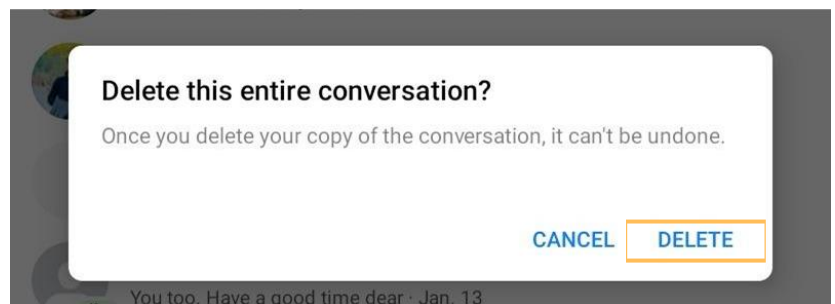 Delete this entire conversation?
Once you delete your copy of the conversation, it can't be undone.
CANCEL DELETE
You too. Have a good time dear · Jan. 13